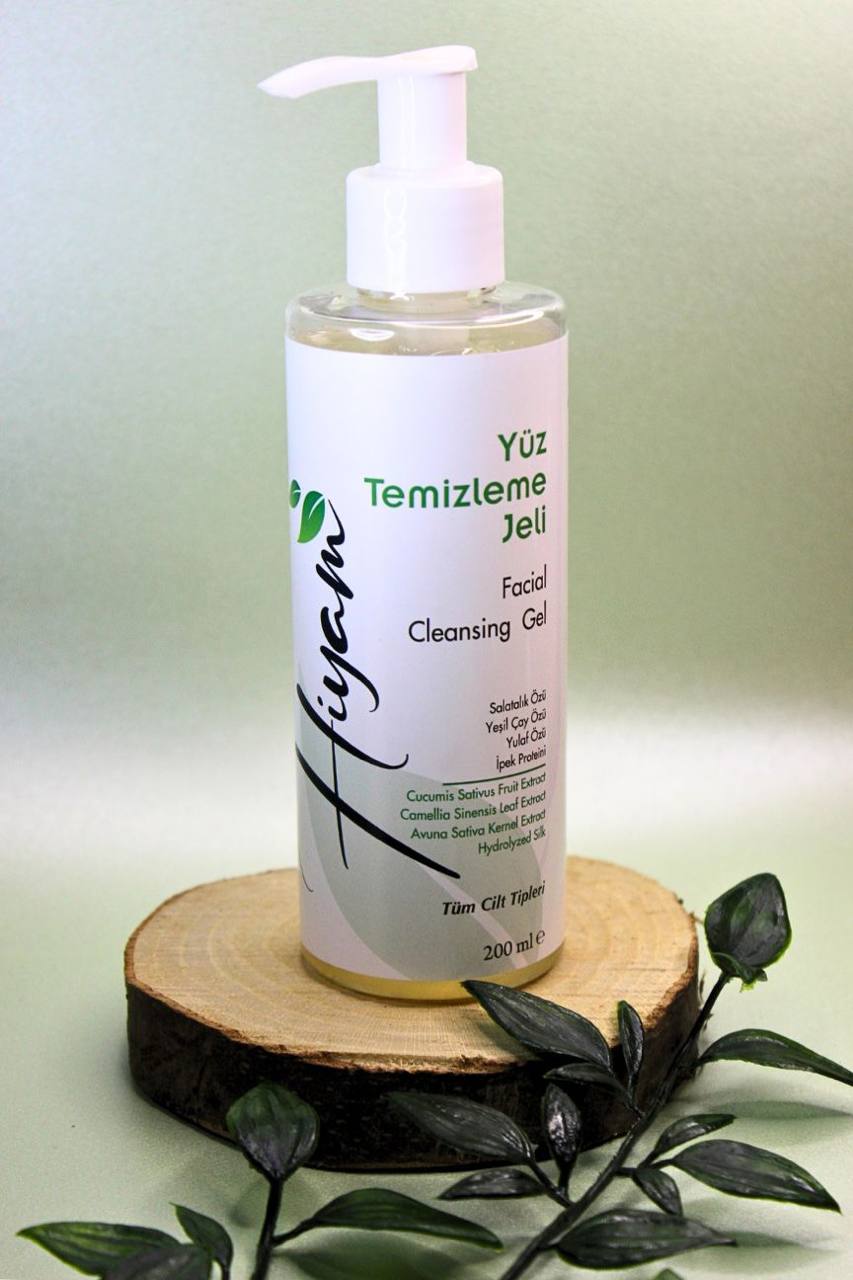 Yüz
Temizleme
Jeli
Facial
Cleansing Gel
Hiyam
Salatalık Özü
Yeşil Çay Özü
Yulaf Özü
İpek Proteini
Cucumis Sativus Fruit Extract
Camellia Sinensis Leaf Extract
Avuna Sativa Kernel Extract
Hydrolyzed Silk
Tüm Cilt Tipleri
200 ml ℮